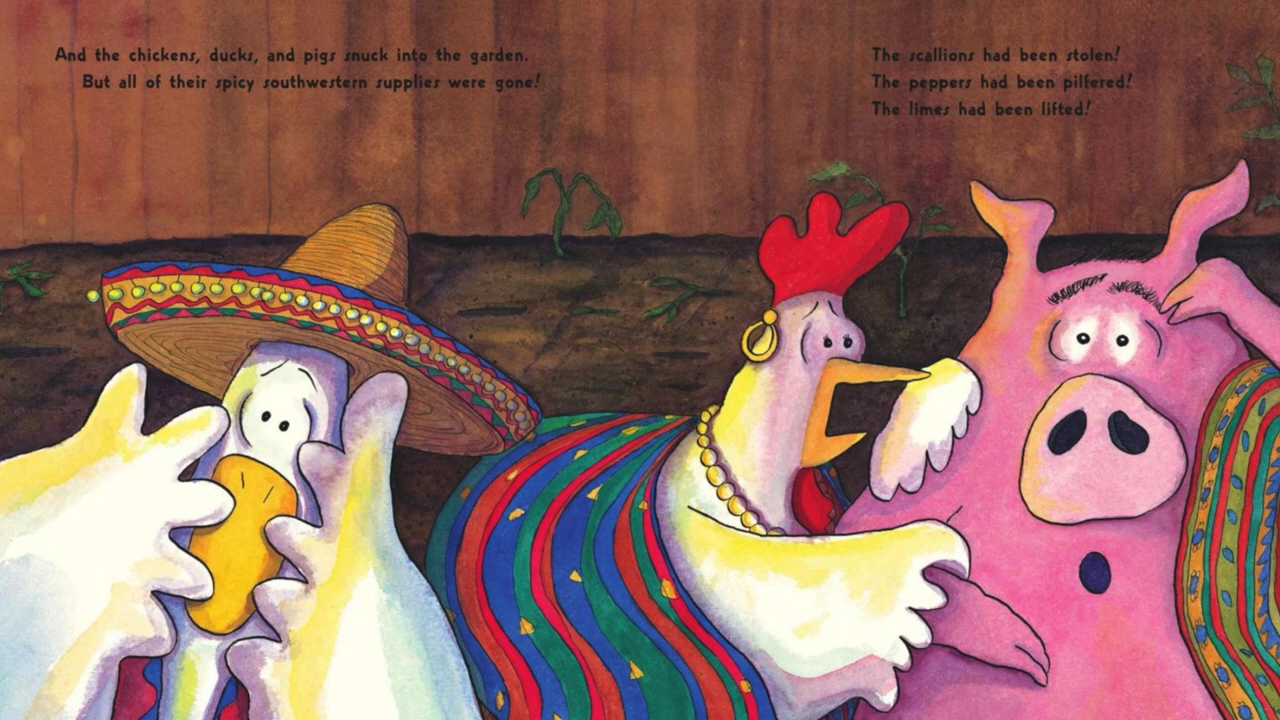 And the chickens, ducks, and pigs snuck into the garden.
But all of their spicy southwestern supplies were gone!
The scallions had been stolen!
The peppers had been pilfered!
The limes had been lifted!